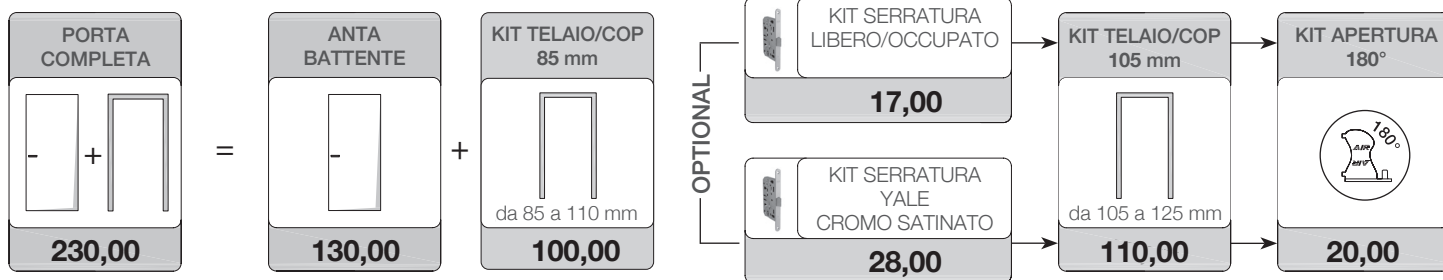 PORTA
COMPLETA
+
230,00
=
ANTA
BATTENTE
130,00
+
KIT TELAIO/COP
85 mm
da 85 a 110 mm
100,00
OPTIONAL
KIT SERRATURA
LIBERO/OCCUPATO
17,00
KIT SERRATURA
YALE
CROMO SATINATO
28,00
KIT TELAIO/COP
105 mm
da 105 a 125 mm
110,00
KIT APERTURA
180°
180°
AIR
AIR
20,00